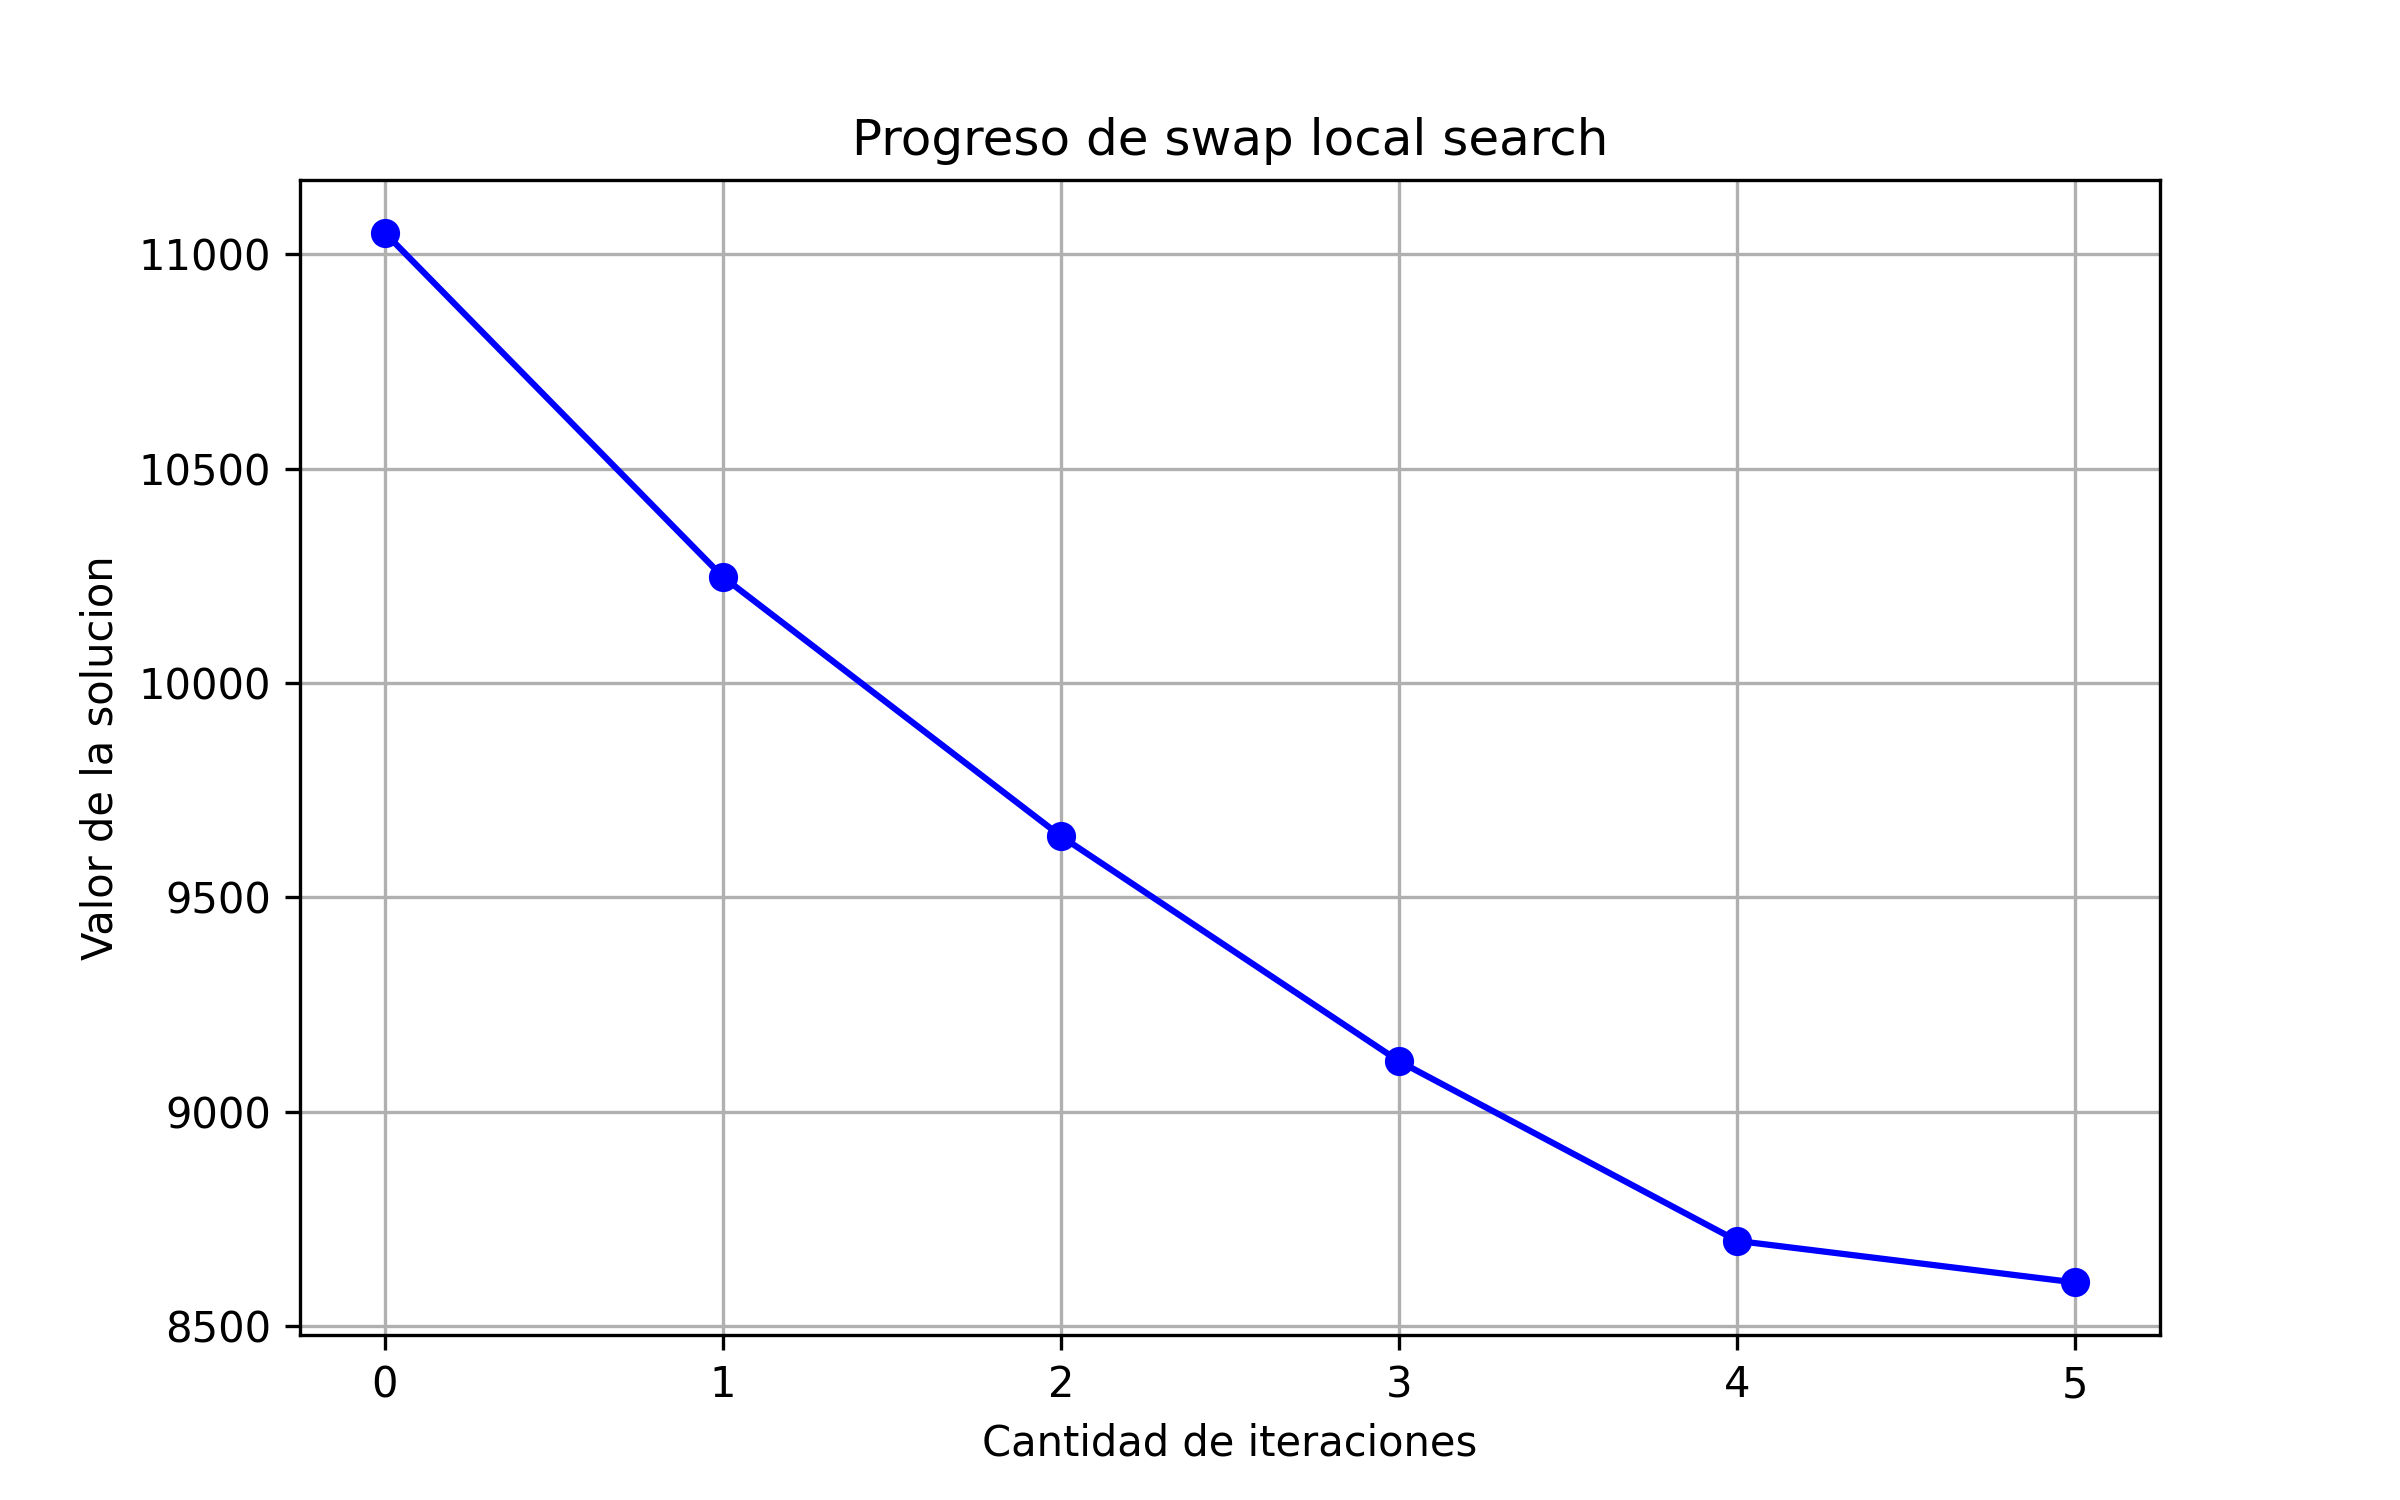 Progreso de swap local search
Valor de la solucion
11000
10500
10000
9500
9000
8500
0 1 2 3 4 5
Cantidad de iteraciones